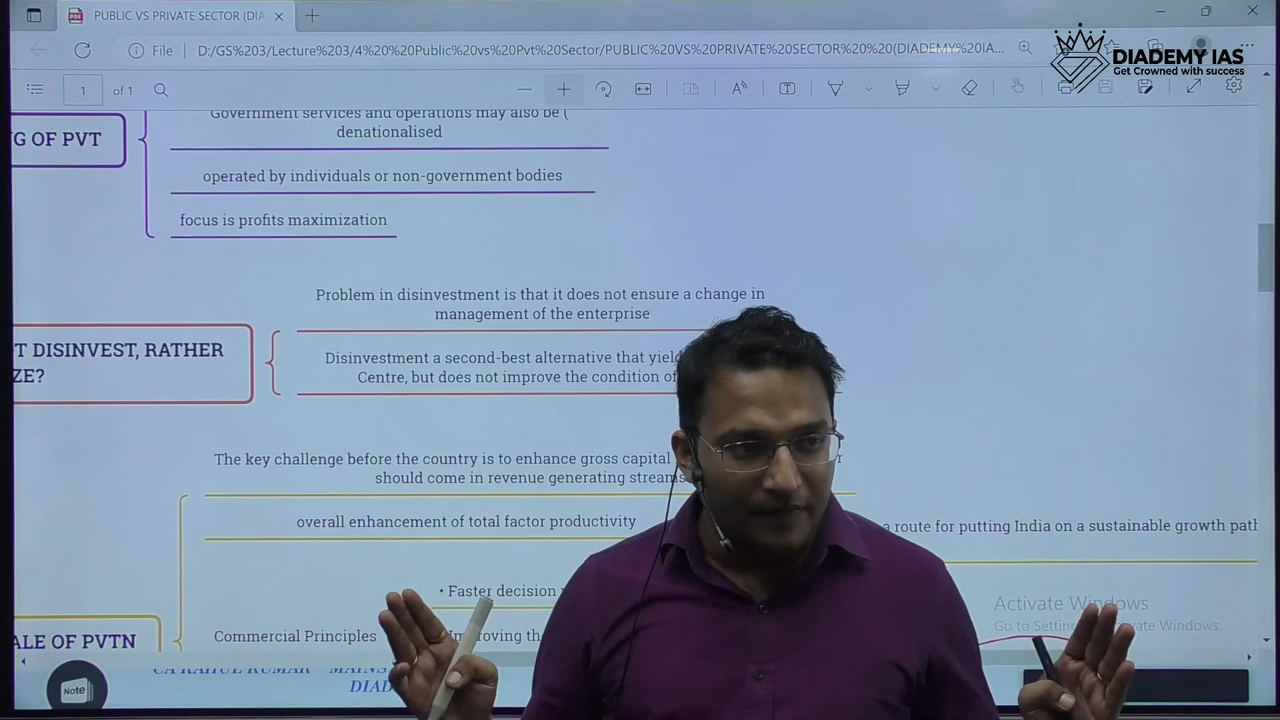 PUBLIC VS PRIVATE SECTOR (DIA
File
D:/GS%203/Lecture%203/4%20%20Public%20vs%20Pvt%20Sector/PUBLIC%20VS%20PRIVATE%20SECTOR%20%20(DIADEMY%20IA...
DIADEMY IAS
Get Crowned with success
1 of 1
Government services and operations may also be (
denationalised
G OF PVT
operated by individuals or non-government bodies
focus is profits maximization
Problem in disinvestment is that it does not ensure a change in
management of the enterprise
T DISINVEST, RATHER
ZE?
Disinvestment a second-best alternative that yield
Centre, but does not improve the condition of
The key challenge before the country is to enhance gross capital
should come in revenue generating streams
overall enhancement of total factor productivity
a route for putting India on a sustainable growth path
• Faster decision
Commercial Principles
Improving th
ALE OF PVTN
Activate Windows
Go to Setting vate Windows.
CA RAHUL KUMAR MAINS
DIAD
Note